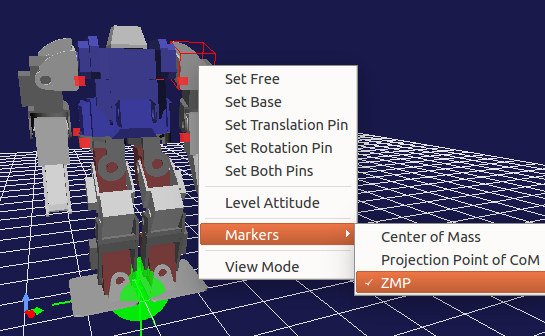 Set Free
Set Base
Set Translation Pin
Set Rotation Pin
Set Both Pins
Level Attitude
Markers
View Mode
Center of Mass
Projection Point of CoM
ZMP